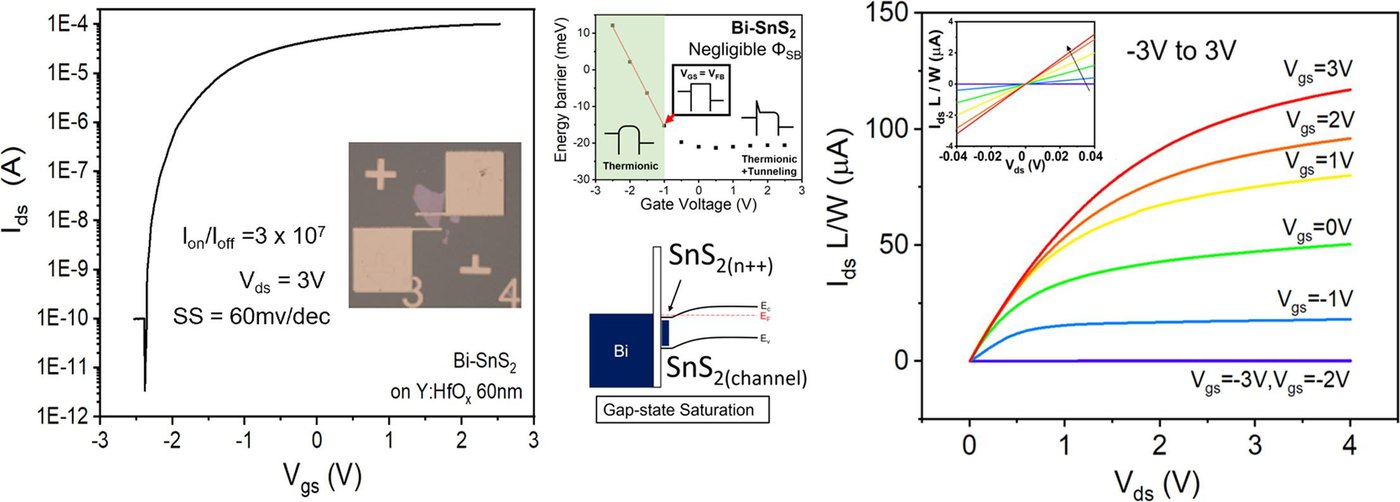 1E-4
1E-5
1E-6
1E-7
1E-8
1E-9
1E-10
1E-11
1E-12
I_ds (A)
-3
-2
-1
0
1
2
3
V_gs (V)
I_on/I_off =3 x 10^7
V_ds = 3V
SS = 60mv/dec
Bi-SnS_2
on Y:HfO_x 60nm
3 4
10
0
-10
-20
-30
Energy barrier (meV)
Bi-SnS_2
Negligible Φ_SB
V_GS = V_FB
Thermionic
Thermionic
+Tunneling
-3
-2
-1
0
1
2
3
Gate Voltage (V)
SnS_2(n++)
E_c
E_F
E_v
Bi
SnS_2(channel)
Gap-state Saturation
150
100
50
0
I_ds L/W (μA)
4
2
0
-2
-4
I_ds L / W (μA)
-0.04
-0.02
0.00
0.02
0.04
V_ds (V)
-3V to 3V
V_gs=3V
V_gs=2V
V_gs=1V
V_gs=0V
V_gs=-1V
V_gs=-3V,V_gs=-2V
0
1
2
3
4
V_ds (V)